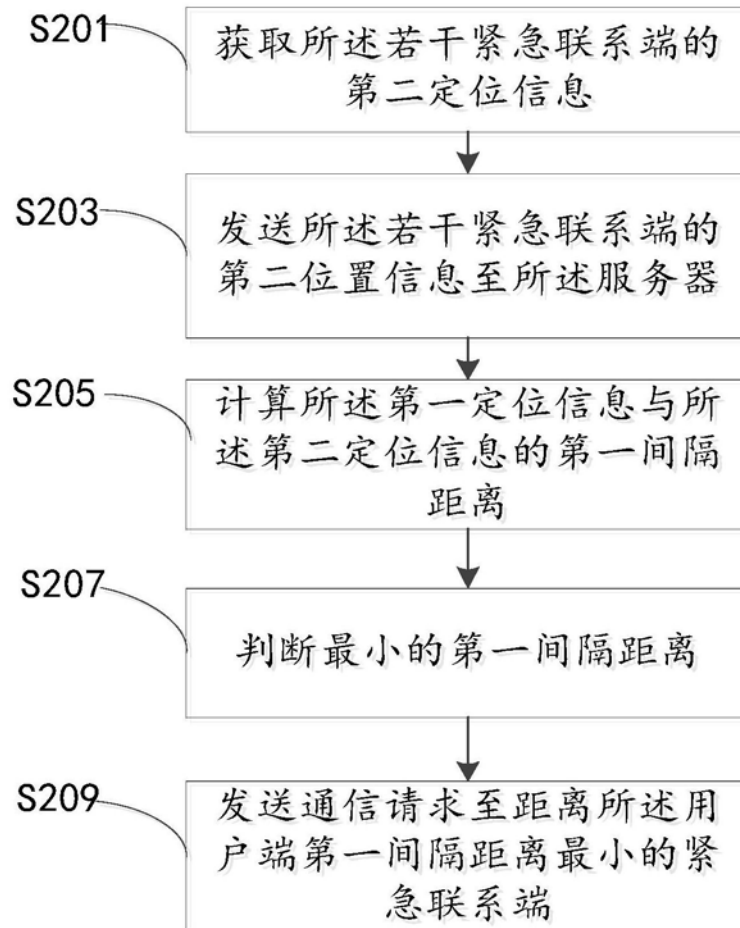 S201
获取所述若干紧急联系端的
第二定位信息
S203
发送所述若干紧急联系端的
第二位置信息至所述服务器
S205
计算所述第一定位信息与所
述第二定位信息的第一间隔
距离
S207
判断最小的第一间隔距离
S209
发送通信请求至距离所述用
户端第一间隔距离最小的紧
急联系端